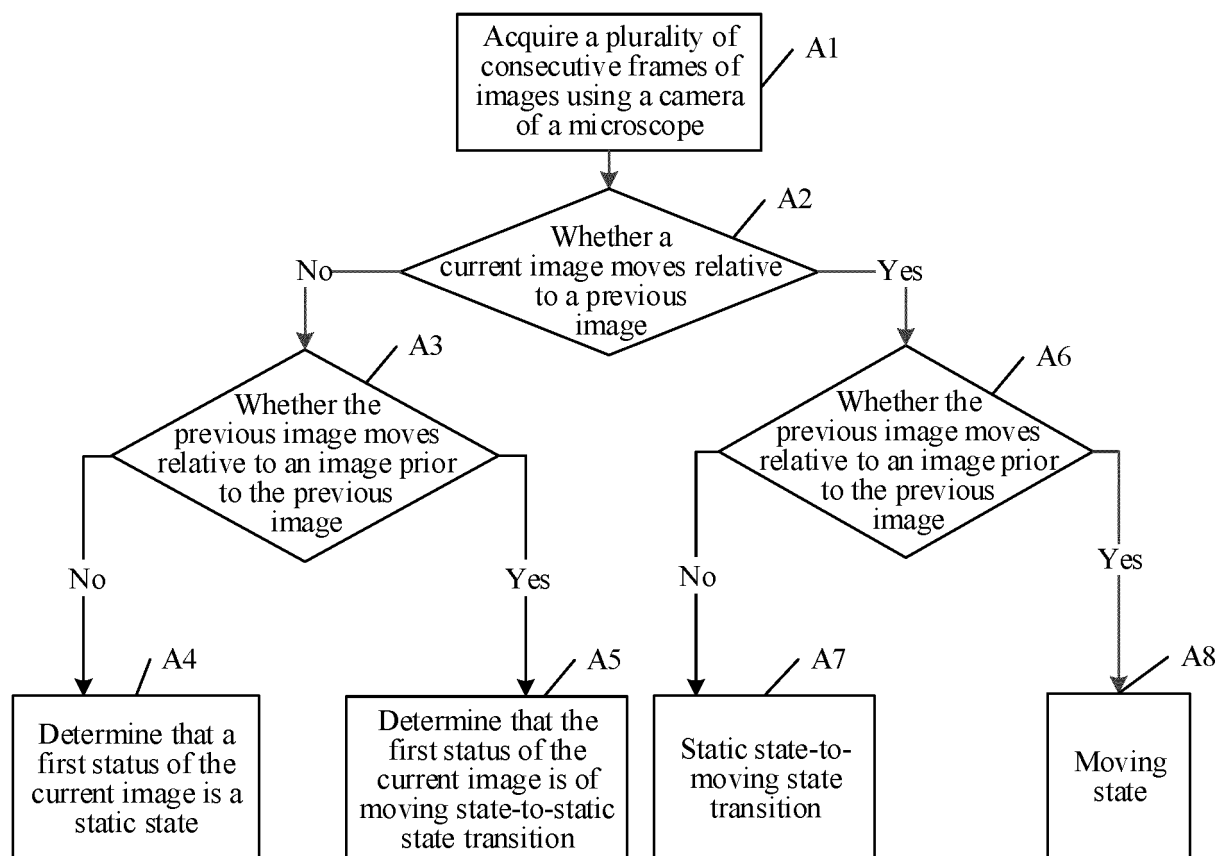 Acquire a plurality of
consecutive frames of
images using a camera
of a microscope
A1
Whether a
current image moves relative
to a previous
image
A2
No
Yes
Whether the
previous image moves
relative to an image prior
to the previous
image
A3
Whether the
previous image moves
relative to an image prior
to the previous
image
A6
No
Yes
No
Yes
Determine that a
first status of the
current image is a
static state
A4
Determine that the
first status of the
current image is of
moving state-to-static
state transition
A5
Static state-to-
moving state
transition
A7
Moving
state
A8